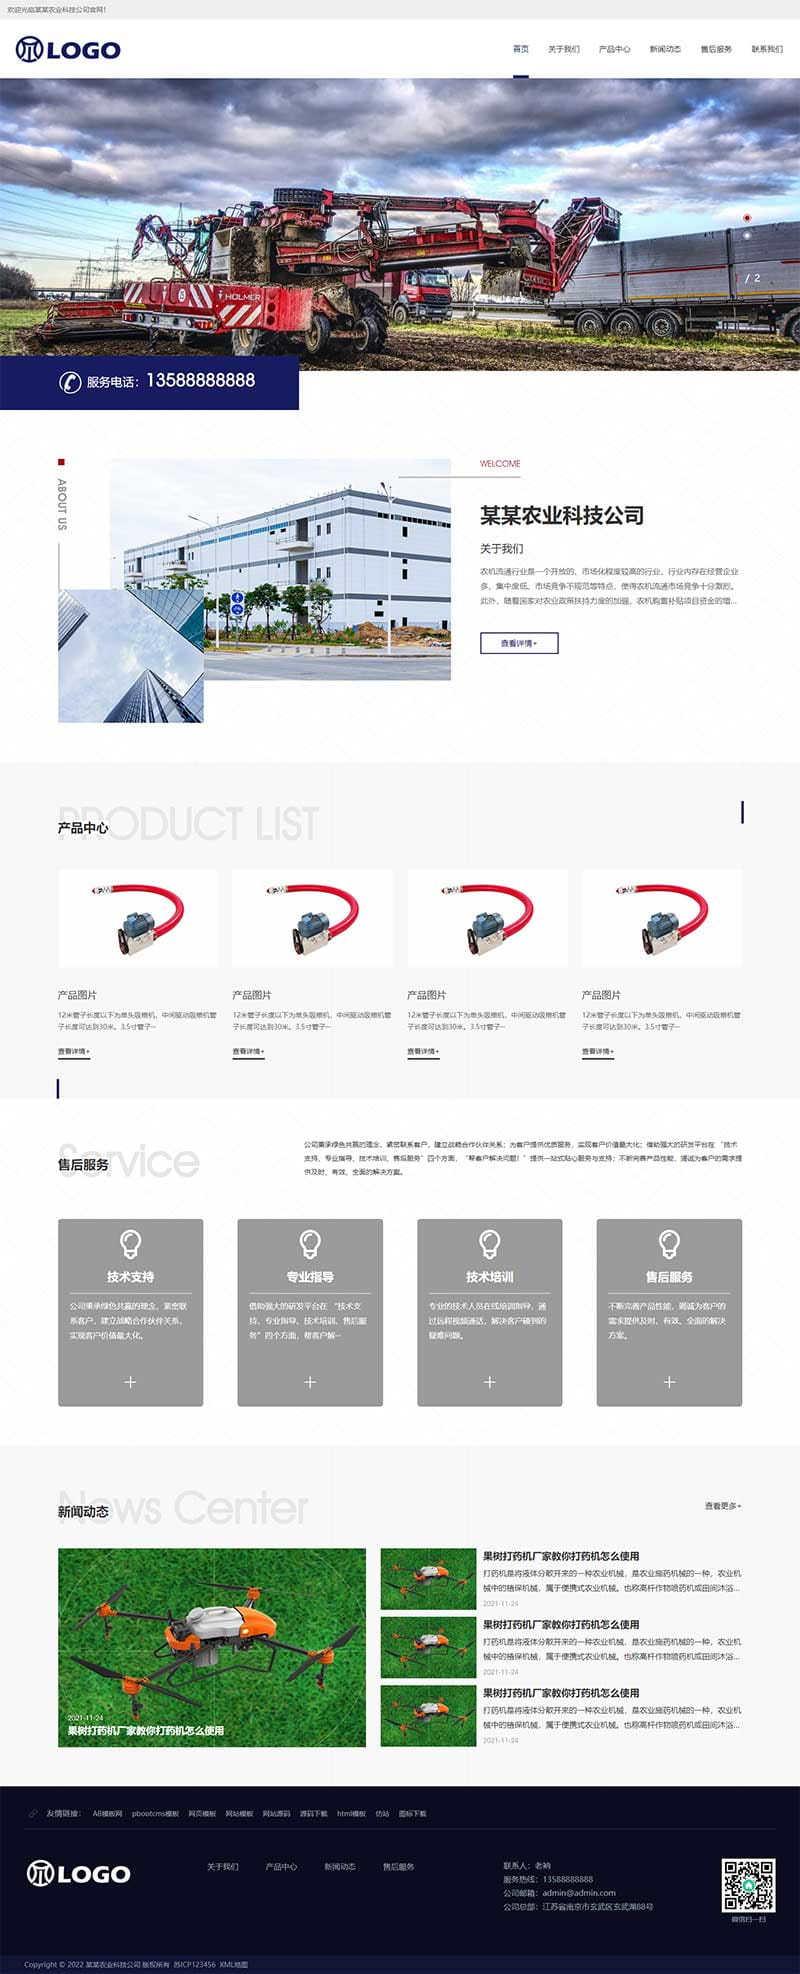 欢迎光临某某农业科技公司官网!
LOGO
首页 关于我们 产品中心 新闻动态 售后服务 联系我们
HOLMER
/ 2
服务电话：13588888888
ABOUT US
WELCOME
某某农业科技公司
关于我们
农机流通行业是一个开放的、市场化程度较高的行业，行业内存在经营企业
多、集中度低、市场竞争不规范等特点，使得农机流通市场竞争十分激烈。
此外，随着国家对农业政策扶持力度的加强，农机购置补贴项目资金的增...
查看详情+
PRODUCT LIST
产品中心
产品图片 产品图片 产品图片 产品图片
12米管子长度以下为单头吸粮机，中间驱动吸粮机管
子长度可达到30米。3.5寸管子···
12米管子长度以下为单头吸粮机，中间驱动吸粮机管
子长度可达到30米。3.5寸管子···
12米管子长度以下为单头吸粮机，中间驱动吸粮机管
子长度可达到30米。3.5寸管子···
12米管子长度以下为单头吸粮机，中间驱动吸粮机管
子长度可达到30米。3.5寸管子···
查看详情+ 查看详情+ 查看详情+ 查看详情+
Service
售后服务
公司秉承绿色共赢的理念，紧密联系客户，建立战略合作伙伴关系；为客户提供优质服务，实现客户价值最大化；借助强大的研发平台在 “技术
支持、专业指导、技术培训、售后服务”四个方面，“帮客户解决问题！”提供一站式贴心服务与支持；不断完善产品性能，竭诚为客户的需求提
供及时、有效、全面的解决方案。
技术支持
公司秉承绿色共赢的理念，紧密联
系客户，建立战略合作伙伴关系，
实现客户价值最大化。
+
专业指导
借助强大的研发平台在 “技术支
持、专业指导、技术培训、售后服
务”四个方面，帮客户解···
+
技术培训
专业的技术人员在线培训指导，通
过远程视频通话，解决客户碰到的
疑难问题。
+
售后服务
不断完善产品性能，竭诚为客户的
需求提供及时、有效、全面的解决
方案。
+
News Center
新闻动态
查看更多+
2021-11-24
果树打药机厂家教你打药机怎么使用
果树打药机厂家教你打药机怎么使用
打药机是将液体分散开来的一种农业机械，是农业施药机械的一种，农业机
械中的植保机械，属于便携式农业机械。也称高杆作物喷药机或田间沐浴...
2021-11-24
果树打药机厂家教你打药机怎么使用
打药机是将液体分散开来的一种农业机械，是农业施药机械的一种，农业机
械中的植保机械，属于便携式农业机械。也称高杆作物喷药机或田间沐浴...
2021-11-24
果树打药机厂家教你打药机怎么使用
打药机是将液体分散开来的一种农业机械，是农业施药机械的一种，农业机
械中的植保机械，属于便携式农业机械。也称高杆作物喷药机或田间沐浴...
2021-11-24
友情链接： AB模板网 pbootcms模板 网页模板 网站模板 网站源码 源码下载 html模板 仿站 图标下载
LOGO
关于我们 产品中心 新闻动态 售后服务
联系人：老衲
服务热线：13588888888
公司邮箱：admin@admin.com
公司总部：江苏省南京市玄武区玄武湖88号
微信扫一扫
Copyright © 2022 某某农业科技公司 版权所有 苏ICP123456 XML地图